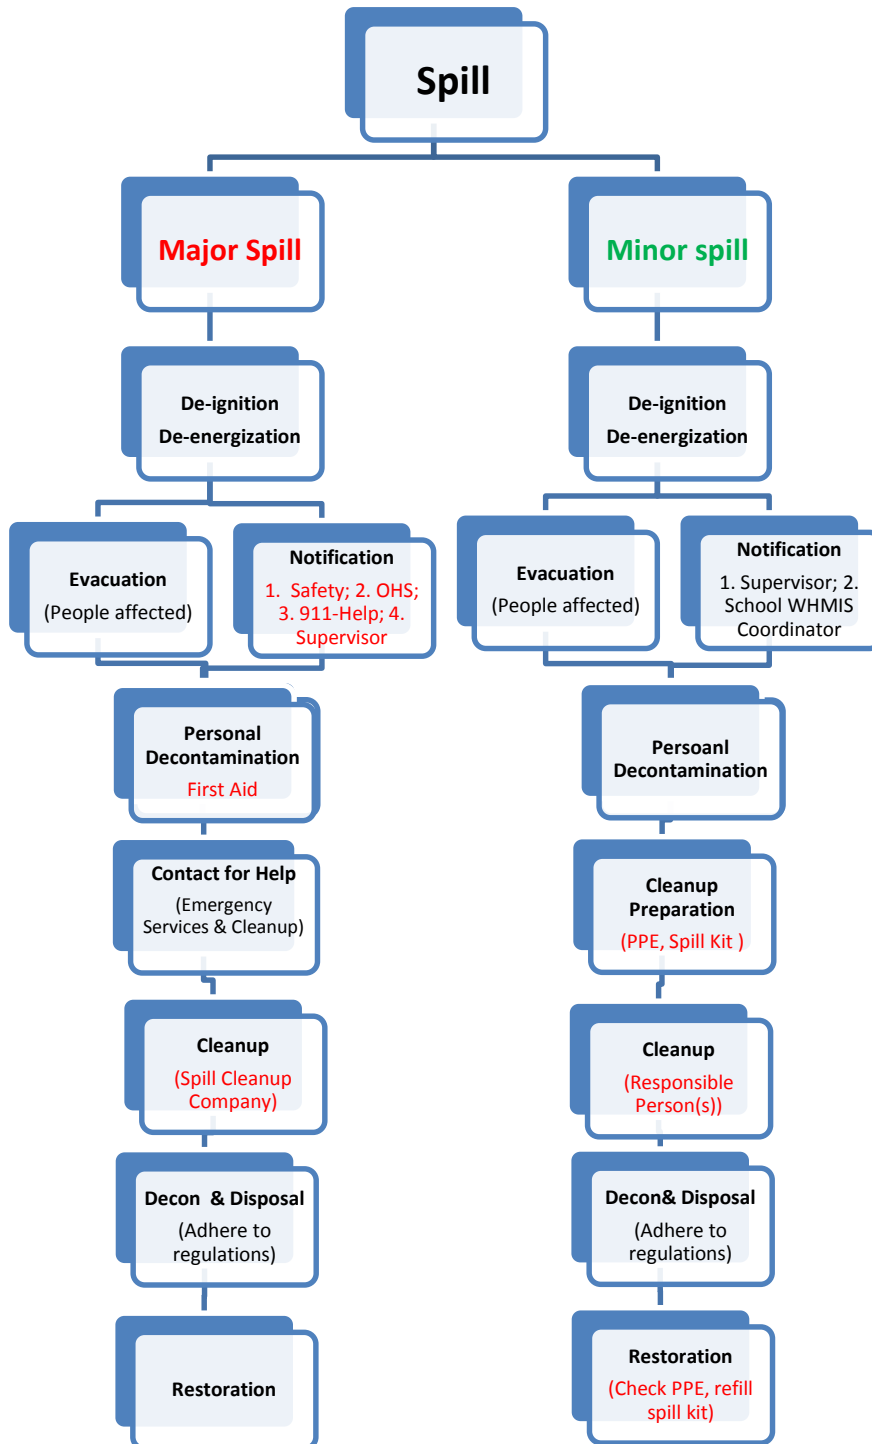 Spill
Major Spill
Minor spill
De-ignition
De-energization
De-ignition
De-energization
Evacuation
(People affected)
Notification
1. Safety; 2. OHS;
3. 911-Help; 4.
Supervisor
Evacuation
(People affected)
Notification
1. Supervisor; 2.
School WHMIS
Coordinator
Personal
Decontamination
First Aid
Persoanl
Decontamination
Contact for Help
(Emergency
Services & Cleanup)
Cleanup
Preparation
(PPE, Spill Kit )
Cleanup
(Spill Cleanup
Company)
Cleanup
(Responsible
Person(s))
Decon & Disposal
(Adhere to
regulations)
Decon& Disposal
(Adhere to
regulations)
Restoration
Restoration
(Check PPE, refill
spill kit)